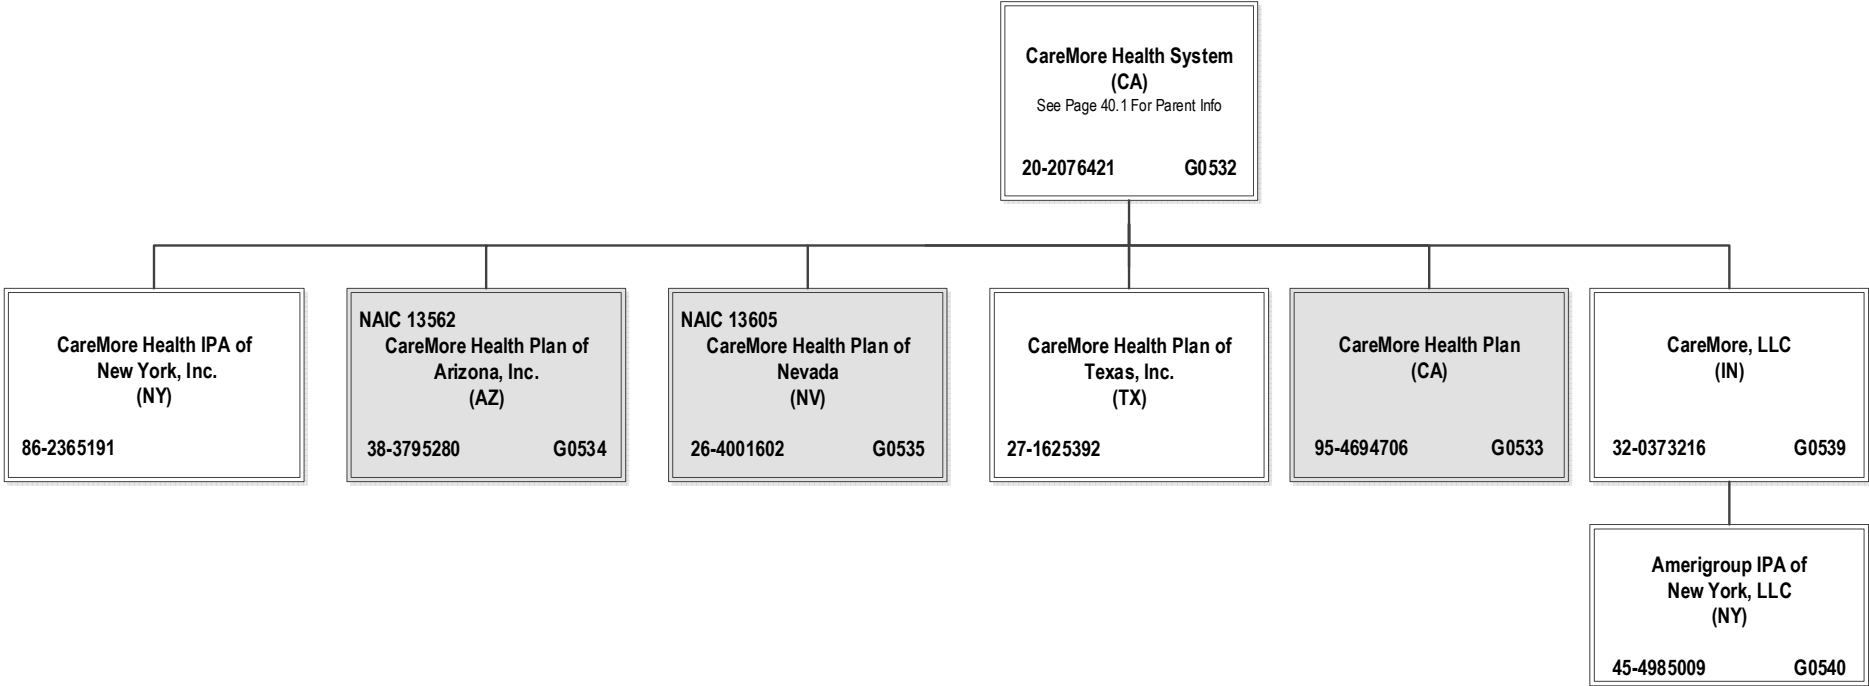 CareMore Health System
(CA)
See Page 40.1 For Parent Info
20-2076421 G0532
CareMore Health IPA of
New York, Inc.
(NY)
86-2365191
NAIC 13562
CareMore Health Plan of
Arizona, Inc.
(AZ)
38-3795280 G0534
NAIC 13605
CareMore Health Plan of
Nevada
(NV)
26-4001602 G0535
CareMore Health Plan of
Texas, Inc.
(TX)
27-1625392
CareMore Health Plan
(CA)
95-4694706 G0533
CareMore, LLC
(IN)
32-0373216 G0539
Amerigroup IPA of
New York, LLC
(NY)
45-4985009 G0540